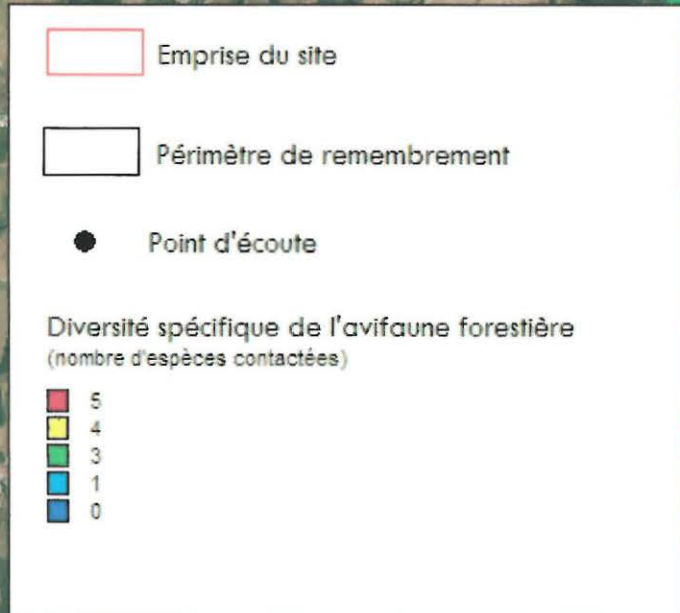 Emprise du site
Périmètre de remembrement
Point d'écoute
Diversité spécifique de l'avifaune forestière
(nombre d'espèces contactées)
5
4
3
1
0